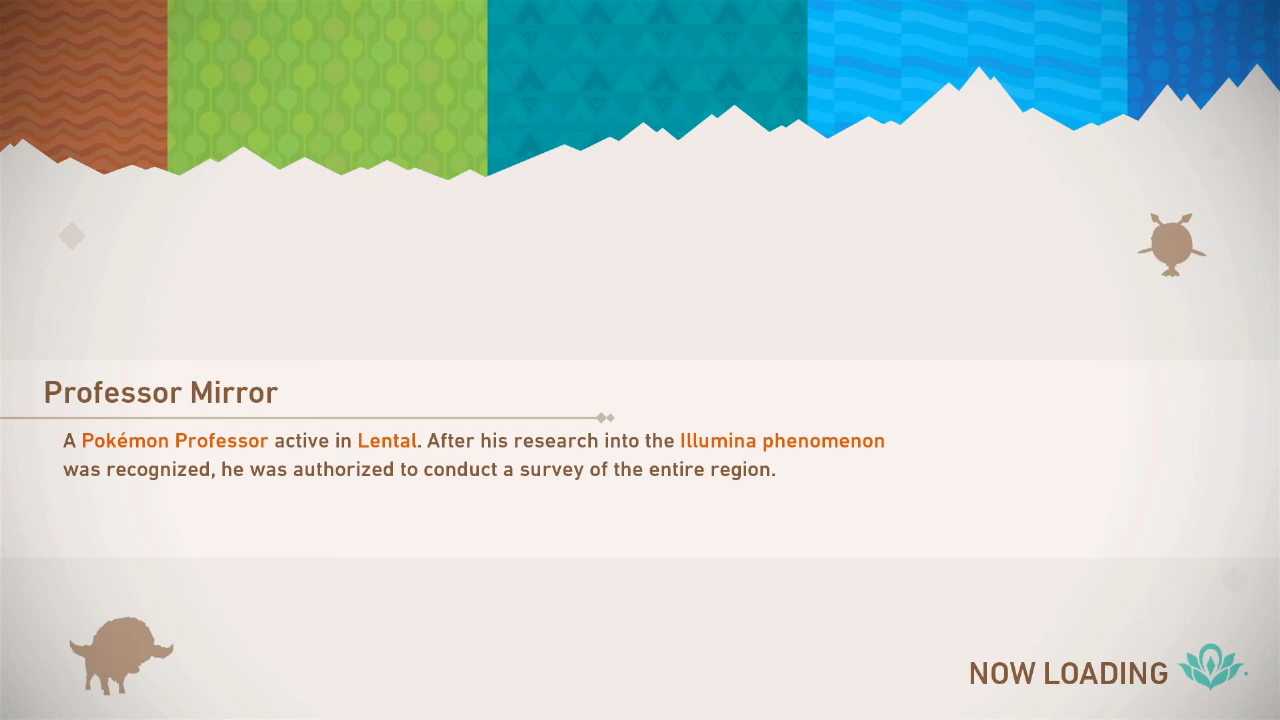 Professor Mirror
A Pokémon Professor active in Lental. After his research into the Illumina phenomenon
was recognized, he was authorized to conduct a survey of the entire region.
NOW LOADING